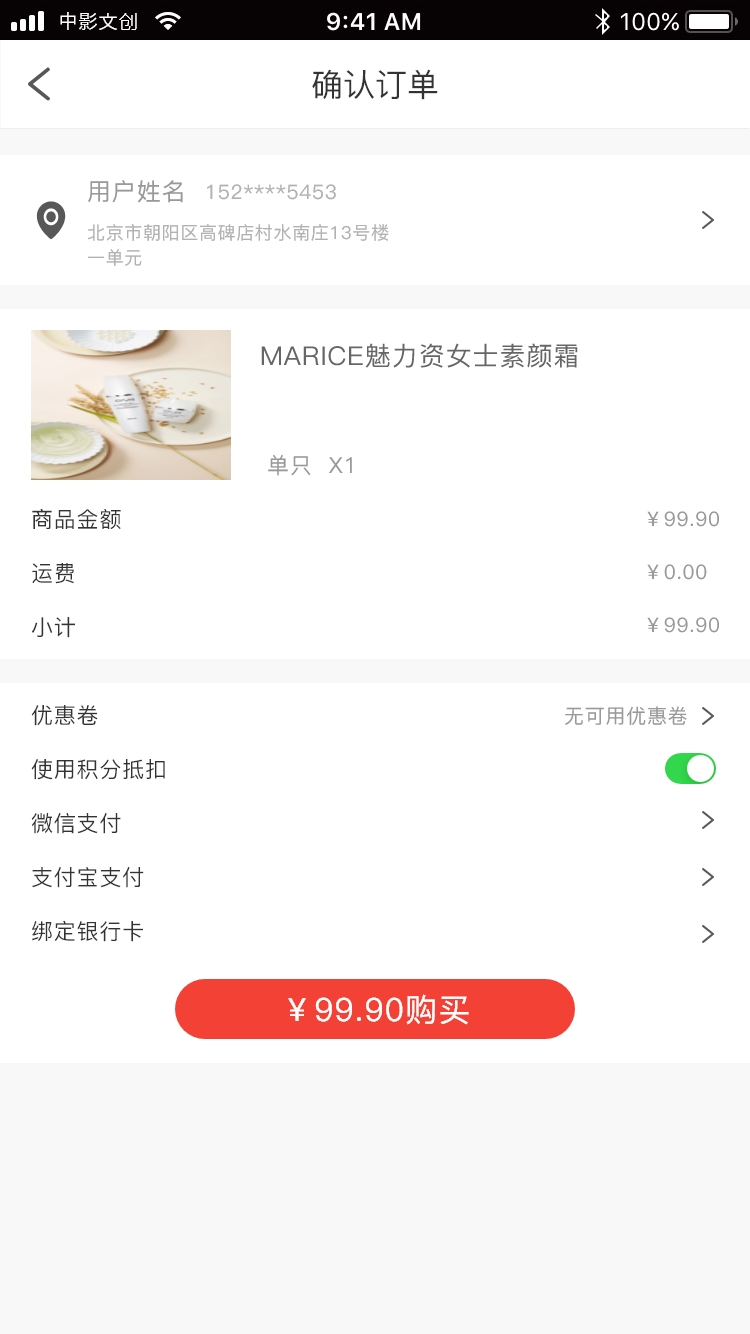 中影文创 9:41 AM 100%
确认订单
用户姓名 152****5453
北京市朝阳区高碑店村水南庄13号楼
一单元
MARICE魅力资女士素颜霜
单只 X1
商品金额 ¥99.90
运费 ¥0.00
小计 ¥99.90
优惠卷 无可用优惠卷
使用积分抵扣
微信支付
支付宝支付
绑定银行卡
¥99.90购买